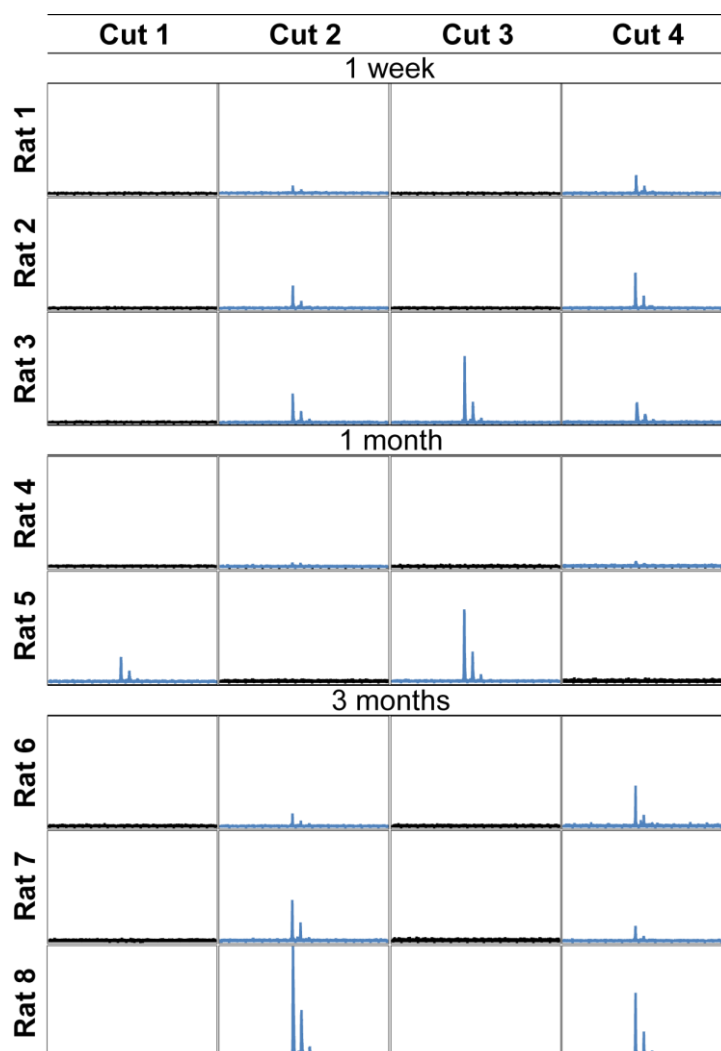 Cut 1 Cut 2 Cut 3 Cut 4
1 week
Rat 1
Rat 2
Rat 3
1 month
Rat 4
Rat 5
3 months
Rat 6
Rat 7
Rat 8